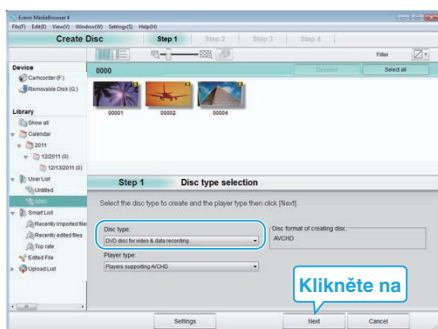 Everio MediaBrowser 4
File(F) Edit(E) View(V) Window(W) Settings(S) Help(H)
Create Disc
Step 1
Step 2
Step 3
Step 4
Filter
Device
Camcorder (F:)
Removable Disk (G:)
0000
Select all
00001
00002
00004
Library
Show all
Calendar
2011
12/2011 (0)
12/13/2011 (0)
User List
Untitled
0000
Smart List
Recently imported file
Recently edited files
Top rate
Edited File
Upload List
Step 1 Disc type selection
Select the disc type to create and the player type then click [Next].
Disc type:
DVD disc for video & data recording
Disc format of creating disc:
AVCHD
Player type:
Players supporting AVCHD
Klikněte na
Settings
Next
Cancel